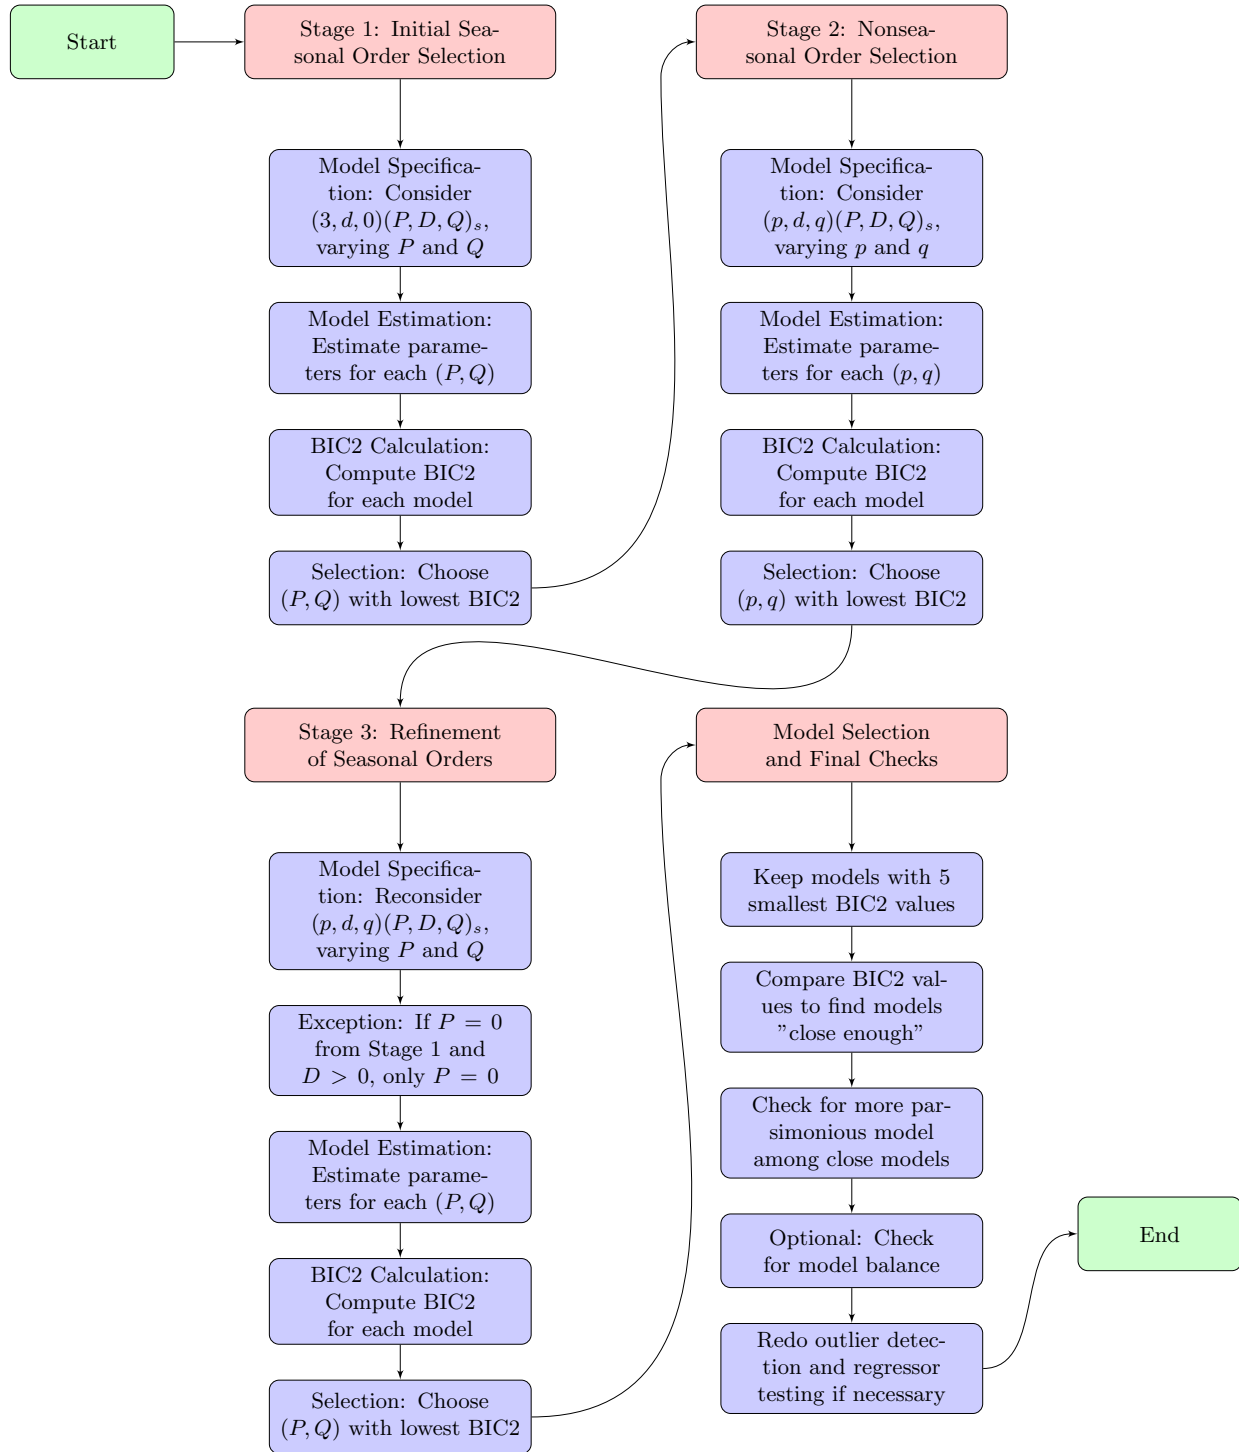 Start
Stage 1: Initial Sea-
sonal Order Selection
Model Specifica-
tion: Consider
(3, d, 0)(P, D, Q)ₛ,
varying P and Q
Model Estimation:
Estimate parame-
ters for each (P, Q)
BIC2 Calculation:
Compute BIC2
for each model
Selection: Choose
(P, Q) with lowest BIC2
Stage 2: Nonsea-
sonal Order Selection
Model Specifica-
tion: Consider
(p, d, q)(P, D, Q)ₛ,
varying p and q
Model Estimation:
Estimate parame-
ters for each (p, q)
BIC2 Calculation:
Compute BIC2
for each model
Selection: Choose
(p, q) with lowest BIC2
Stage 3: Refinement
of Seasonal Orders
Model Specifica-
tion: Reconsider
(p, d, q)(P, D, Q)ₛ,
varying P and Q
Exception: If P = 0
from Stage 1 and
D > 0, only P = 0
Model Estimation:
Estimate parame-
ters for each (P, Q)
BIC2 Calculation:
Compute BIC2
for each model
Selection: Choose
(P, Q) with lowest BIC2
Model Selection
and Final Checks
Keep models with 5
smallest BIC2 values
Compare BIC2 val-
ues to find models
”close enough”
Check for more par-
simonious model
among close models
Optional: Check
for model balance
Redo outlier detec-
tion and regressor
testing if necessary
End